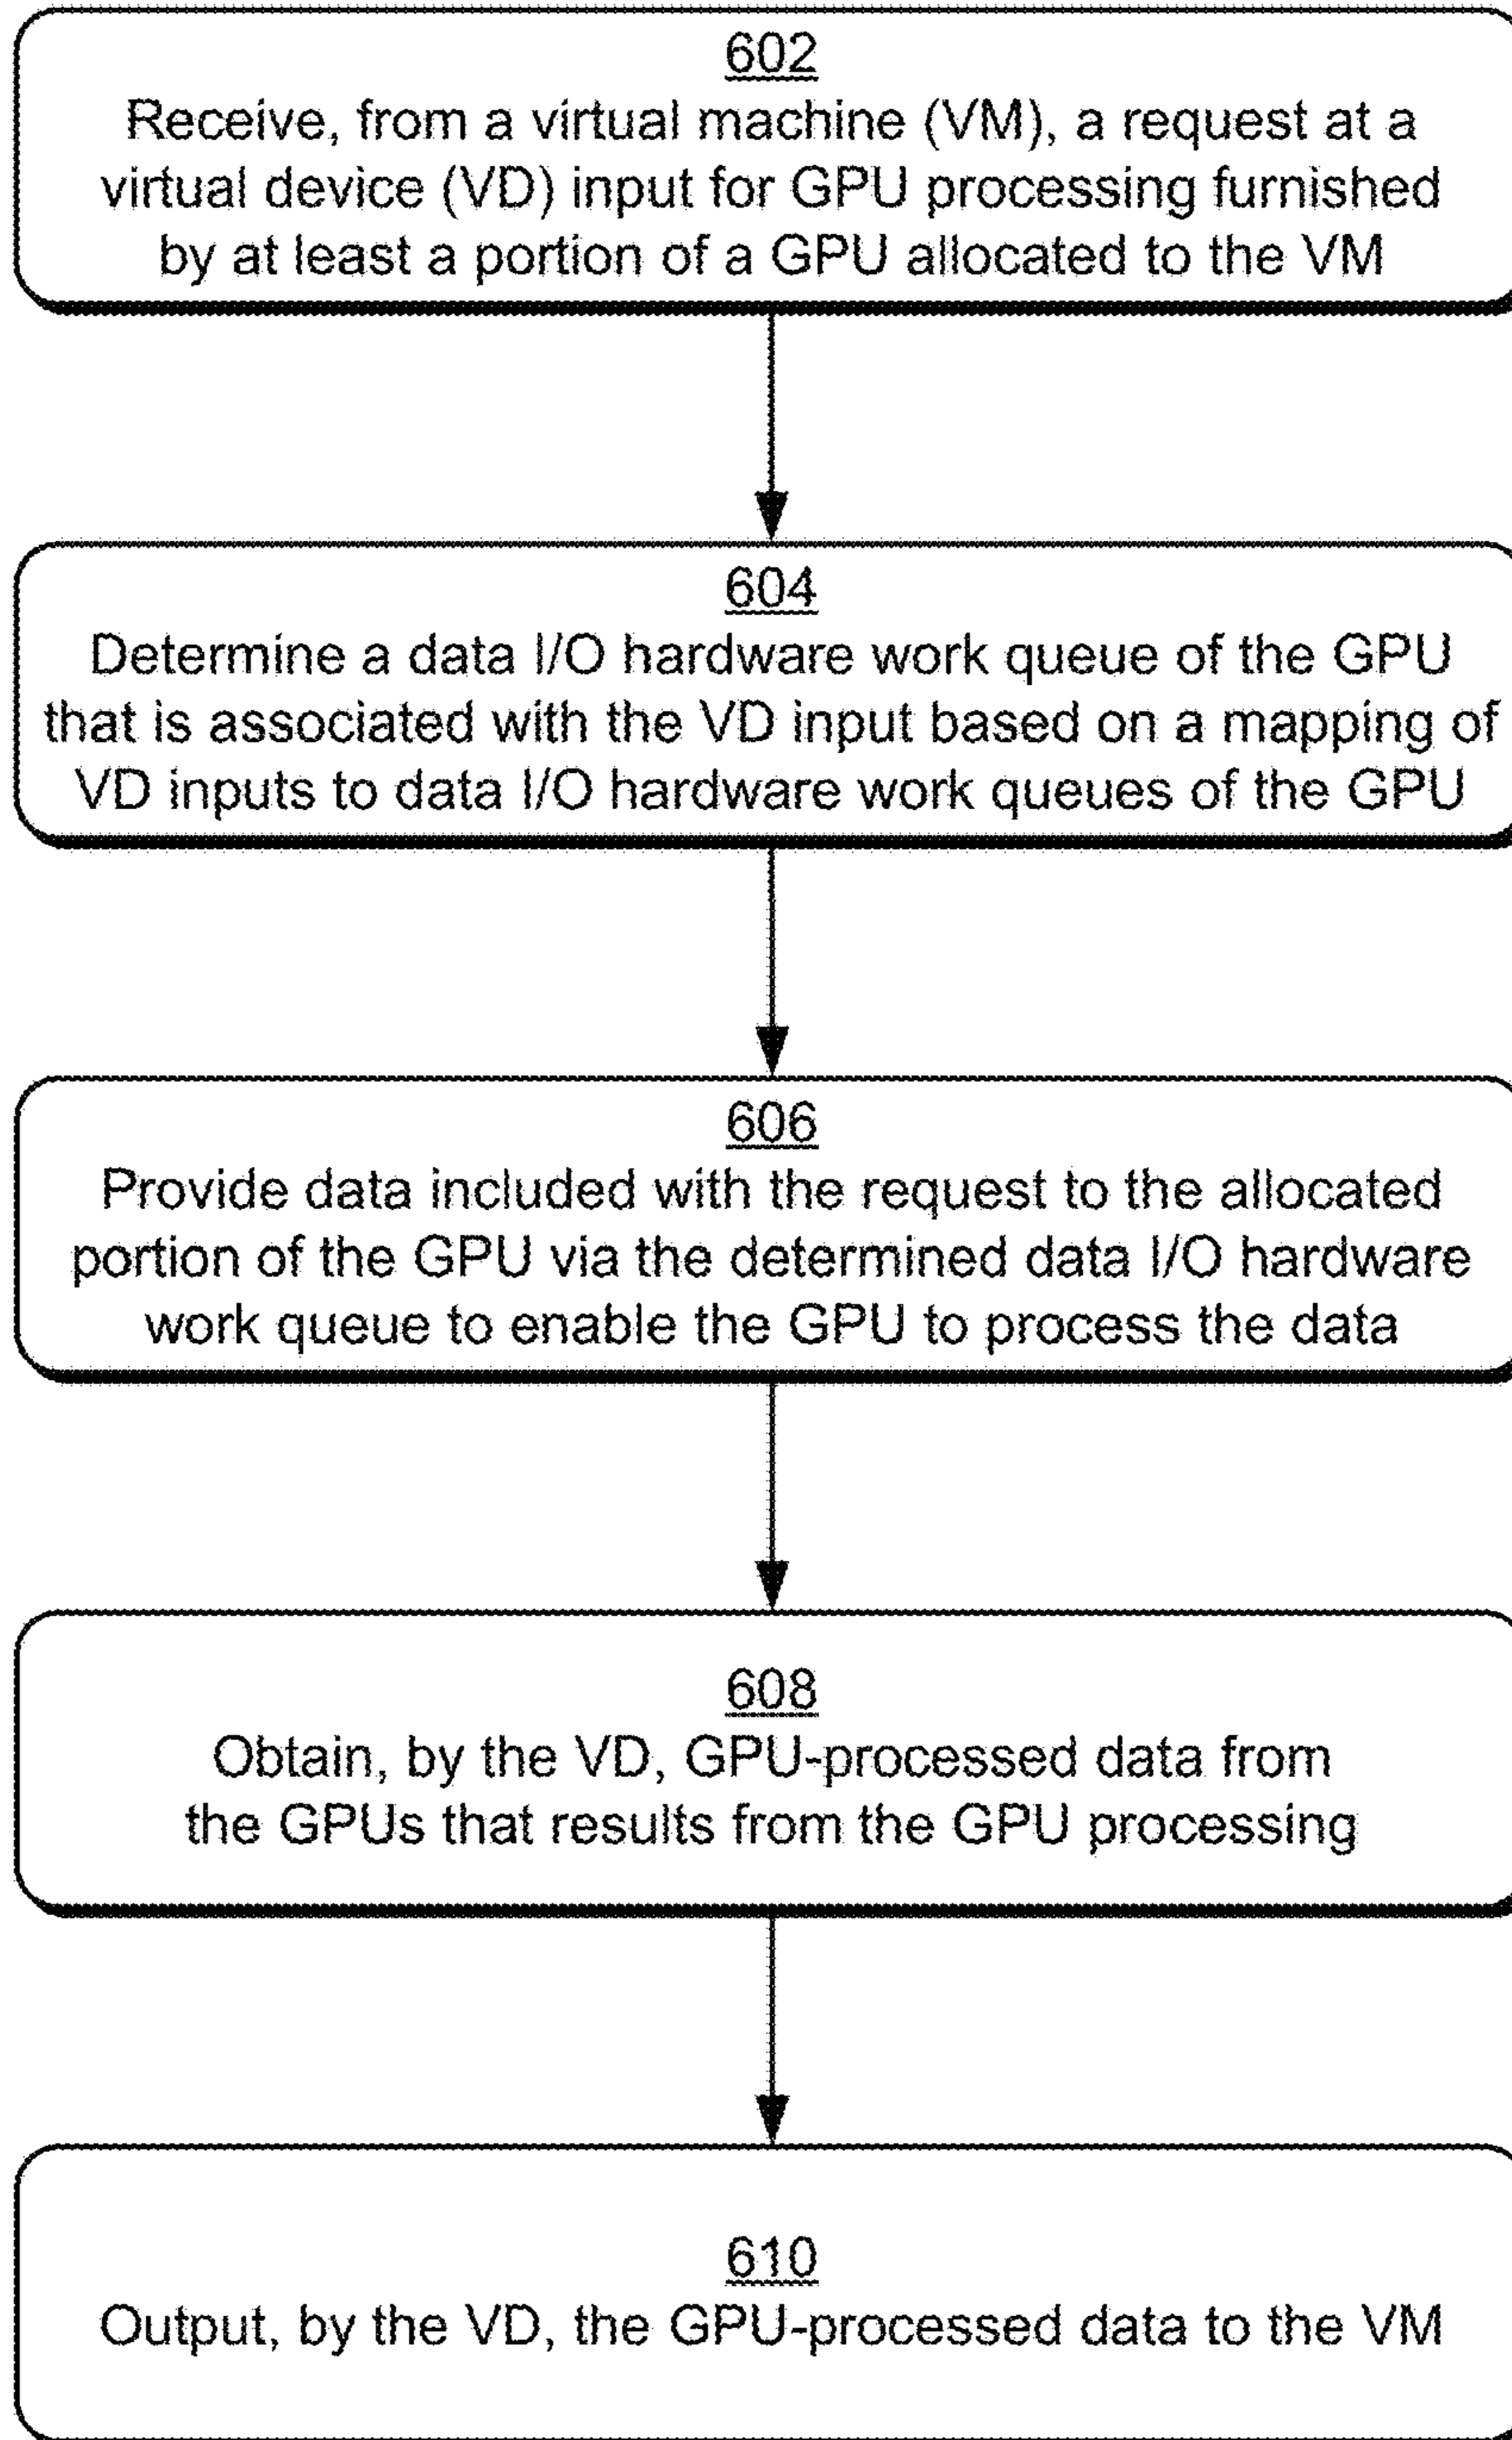 602
Receive, from a virtual machine (VM), a request at a
virtual device (VD) input for GPU processing furnished
by at least a portion of a GPU allocated to the VM
604
Determine a data I/O hardware work queue of the GPU
that is associated with the VD input based on a mapping of
VD inputs to data I/O hardware work queues of the GPU
606
Provide data included with the request to the allocated
portion of the GPU via the determined data I/O hardware
work queue to enable the GPU to process the data
608
Obtain, by the VD, GPU-processed data from
the GPUs that results from the GPU processing
610
Output, by the VD, the GPU-processed data to the VM